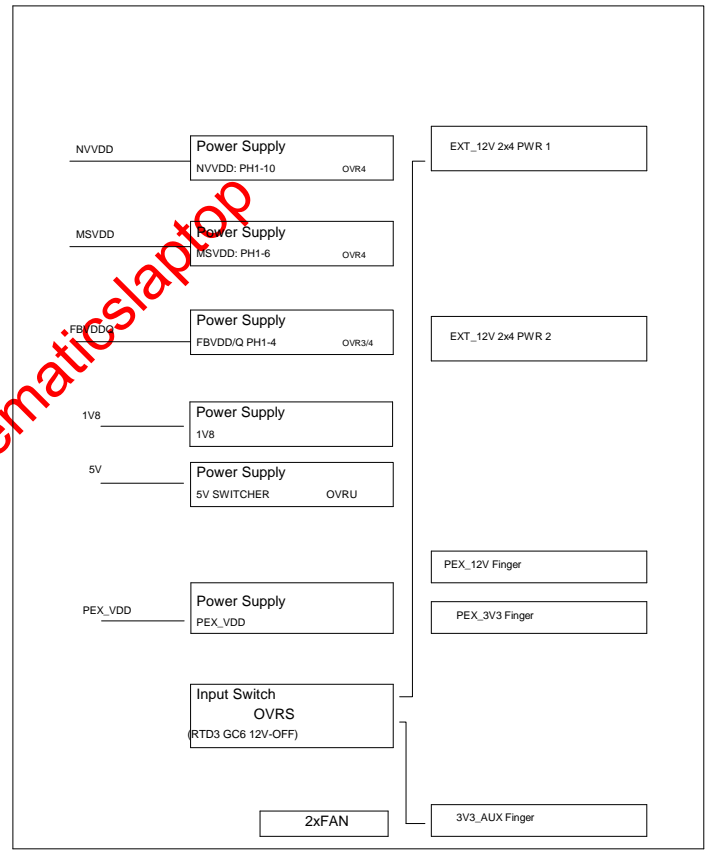 NVVDD
Power Supply
NVVDD: PH1-10 OVR4
EXT_12V 2x4 PWR 1
MSVDD
Power Supply
MSVDD: PH1-6 OVR4
FBVDDQ
Power Supply
FBVDD/Q PH1-4 OVR3/4
EXT_12V 2x4 PWR 2
1V8
Power Supply
1V8
5V
Power Supply
5V SWITCHER OVRU
PEX_12V Finger
PEX_VDD
Power Supply
PEX_VDD
PEX_3V3 Finger
Input Switch
OVRS
(RTD3 GC6 12V-OFF)
2xFAN
3V3_AUX Finger
ematicslaptop